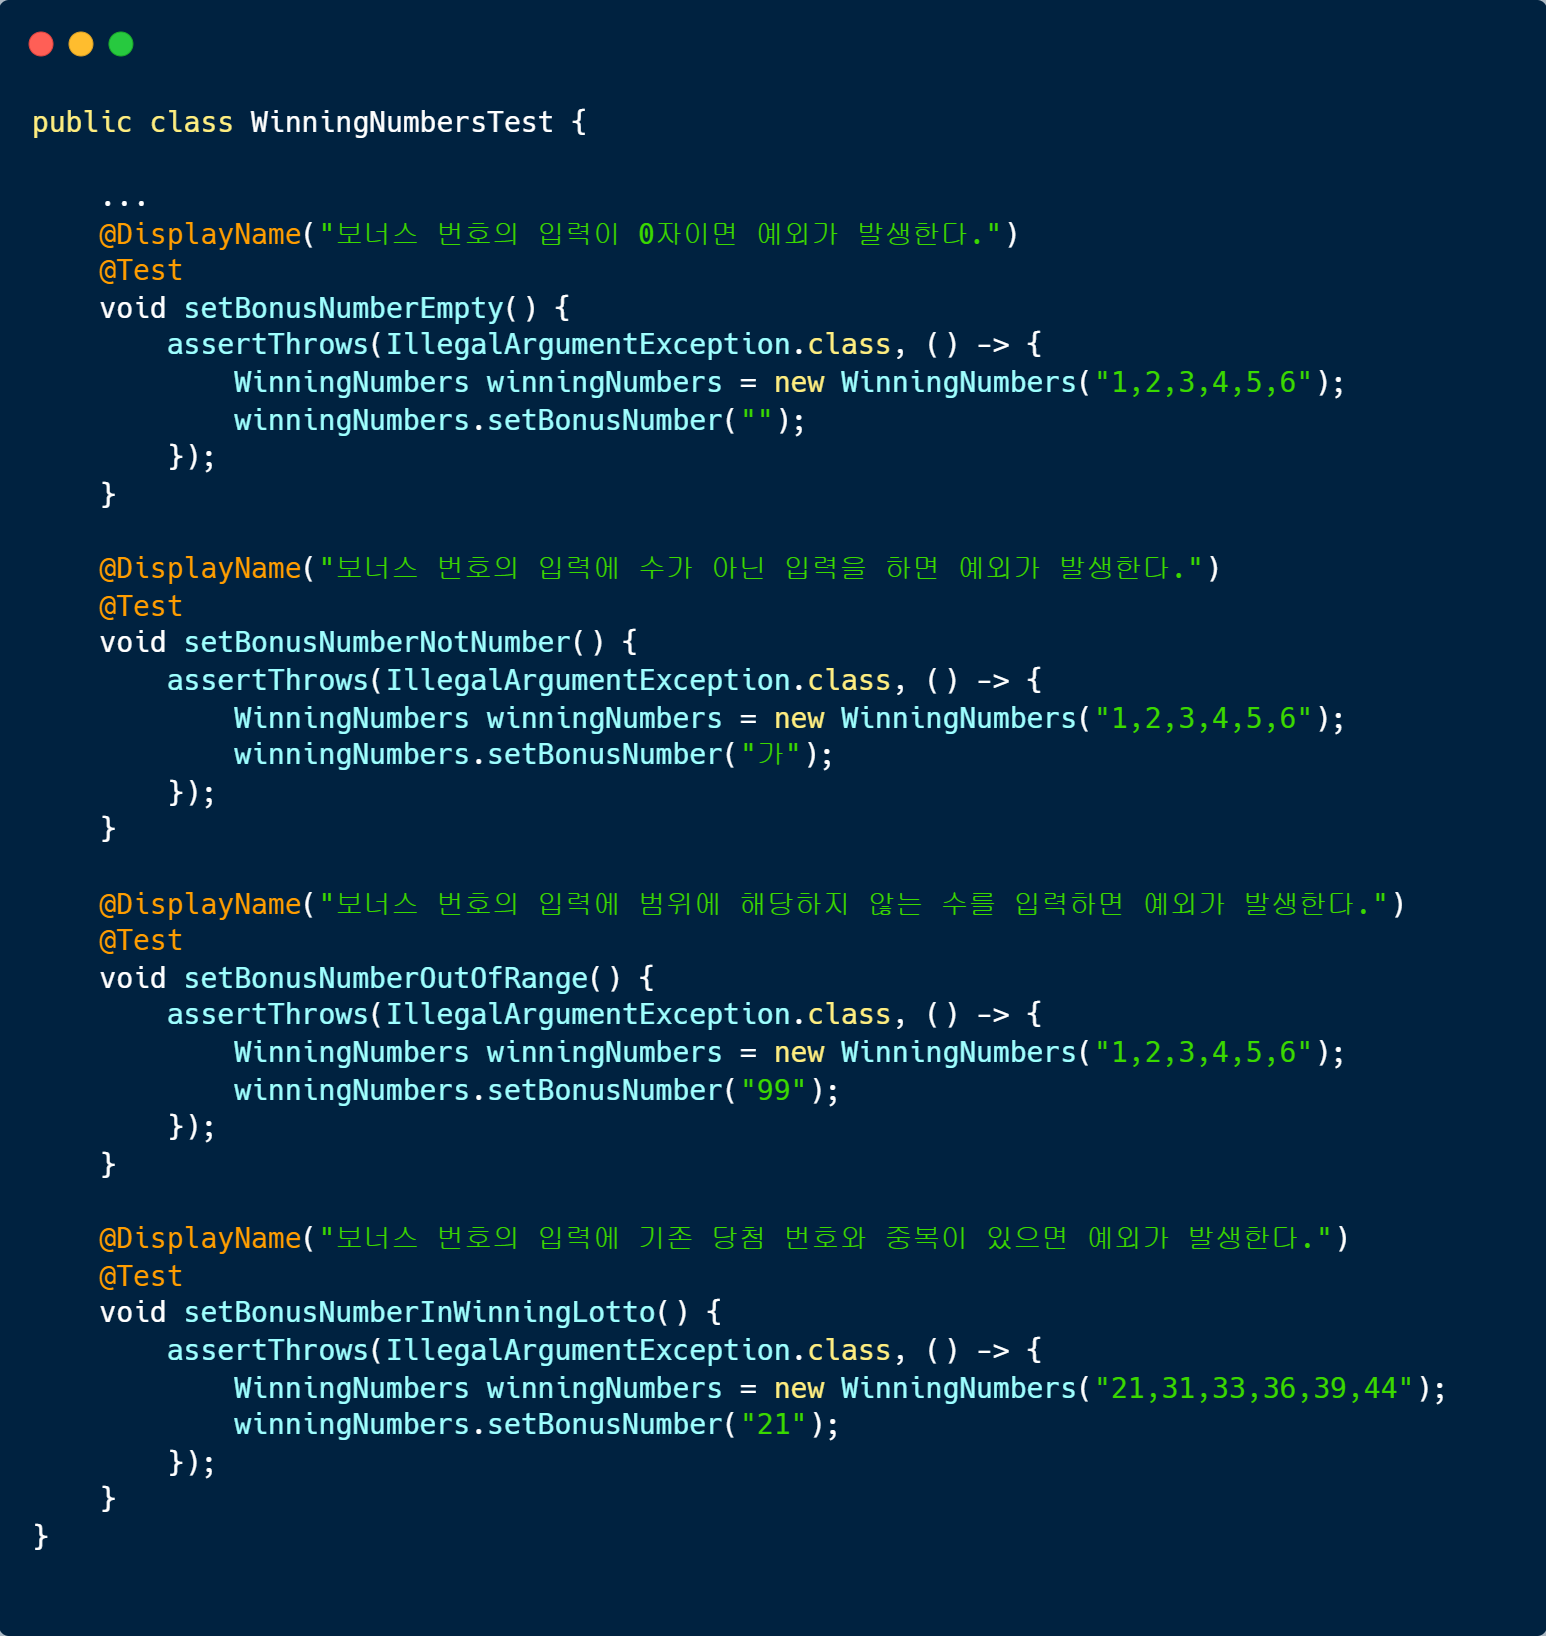 public class WinningNumbersTest {
...
@DisplayName("보너스 번호의 입력이 0자이면 예외가 발생한다.")
@Test
void setBonusNumberEmpty() {
assertThrows(IllegalArgumentException.class, () -> {
WinningNumbers winningNumbers = new WinningNumbers("1,2,3,4,5,6");
winningNumbers.setBonusNumber("");
});
}
@DisplayName("보너스 번호의 입력에 수가 아닌 입력을 하면 예외가 발생한다.")
@Test
void setBonusNumberNotNumber() {
assertThrows(IllegalArgumentException.class, () -> {
WinningNumbers winningNumbers = new WinningNumbers("1,2,3,4,5,6");
winningNumbers.setBonusNumber("가");
});
}
@DisplayName("보너스 번호의 입력에 범위에 해당하지 않는 수를 입력하면 예외가 발생한다.")
@Test
void setBonusNumberOutOfRange() {
assertThrows(IllegalArgumentException.class, () -> {
WinningNumbers winningNumbers = new WinningNumbers("1,2,3,4,5,6");
winningNumbers.setBonusNumber("99");
});
}
@DisplayName("보너스 번호의 입력에 기존 당첨 번호와 중복이 있으면 예외가 발생한다.")
@Test
void setBonusNumberInWinningLotto() {
assertThrows(IllegalArgumentException.class, () -> {
WinningNumbers winningNumbers = new WinningNumbers("21,31,33,36,39,44");
winningNumbers.setBonusNumber("21");
});
}
}